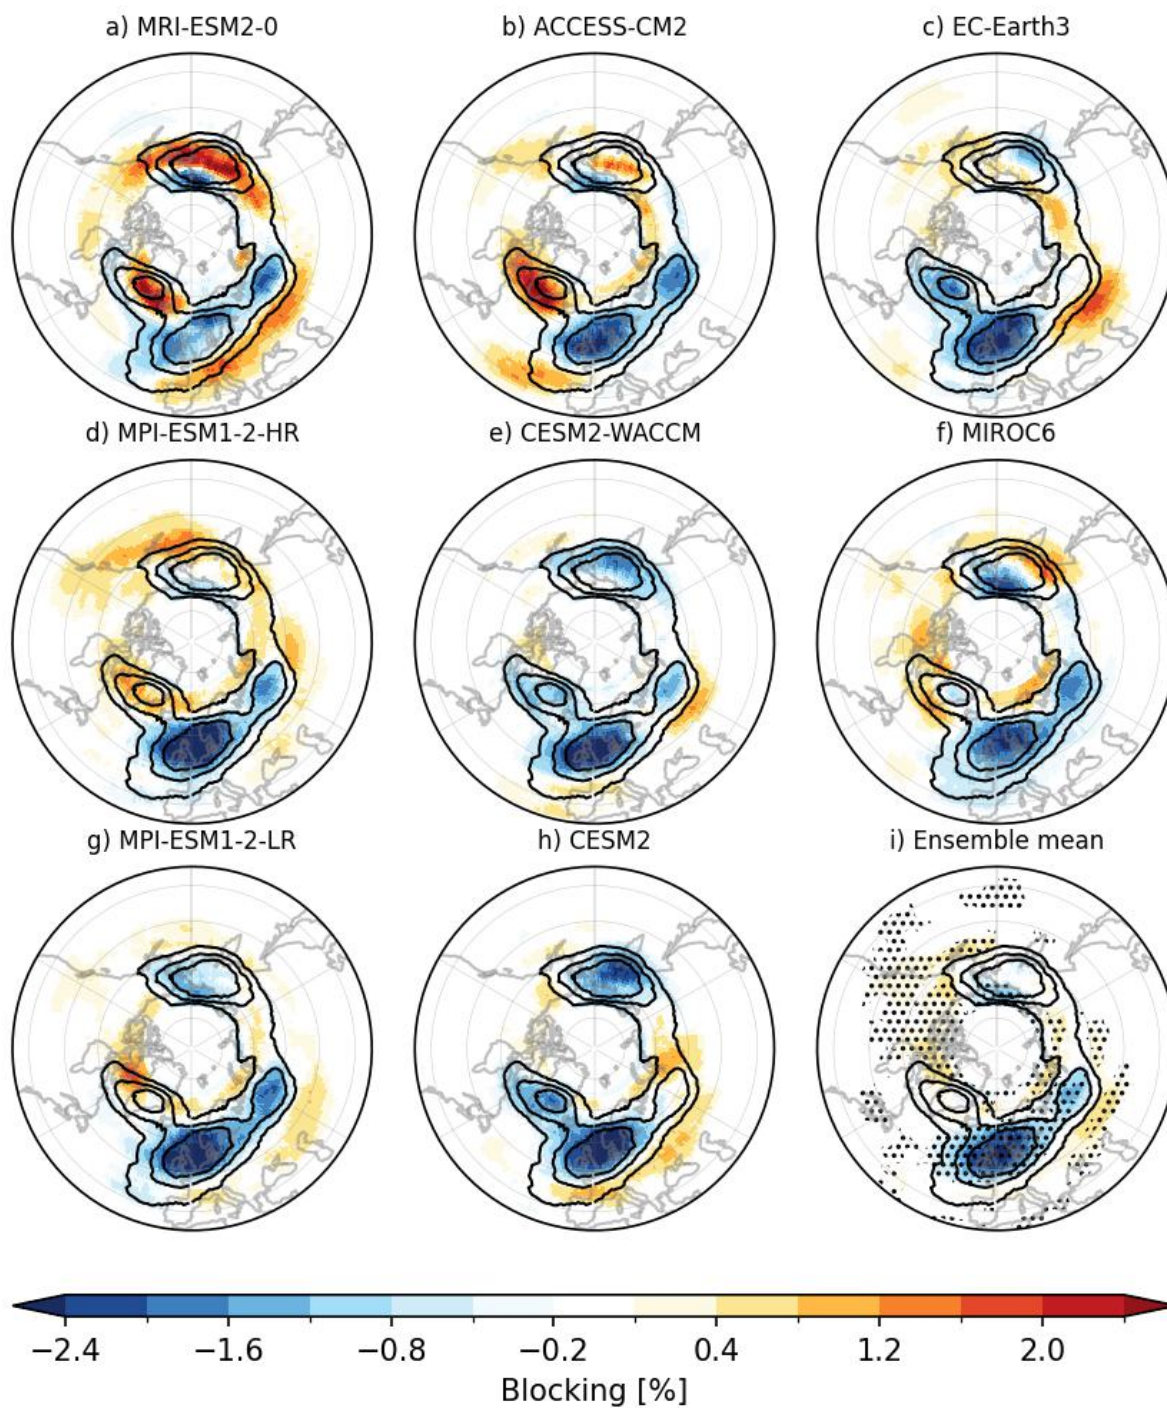 a) MRI-ESM2-0
b) ACCESS-CM2
c) EC-Earth3
d) MPI-ESM1-2-HR
e) CESM2-WACCM
f) MIROC6
g) MPI-ESM1-2-LR
h) CESM2
i) Ensemble mean
−2.4 −1.6 −0.8 −0.2 0.4 1.2 2.0
Blocking [%]